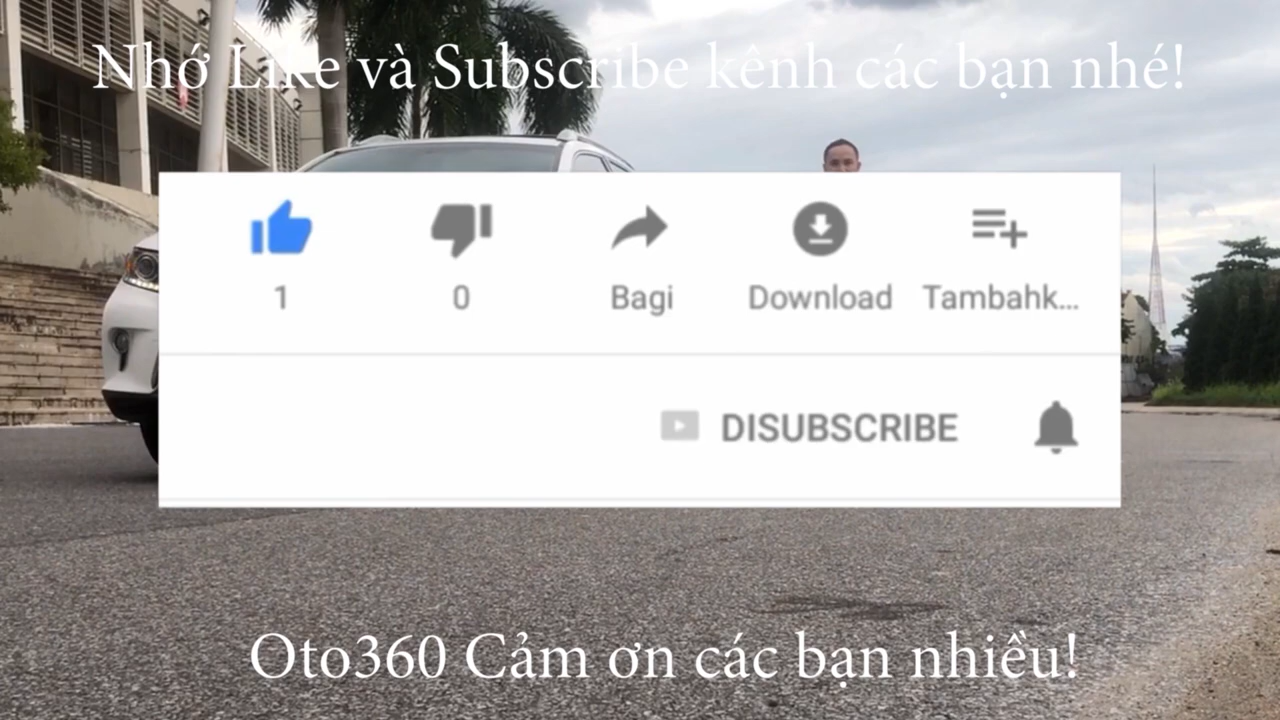 Nhớ Like và Subscribe kênh các bạn nhé!
1 0 Bagi Download Tambahk...
DISUBSCRIBE
Oto360 Cảm ơn các bạn nhiều!